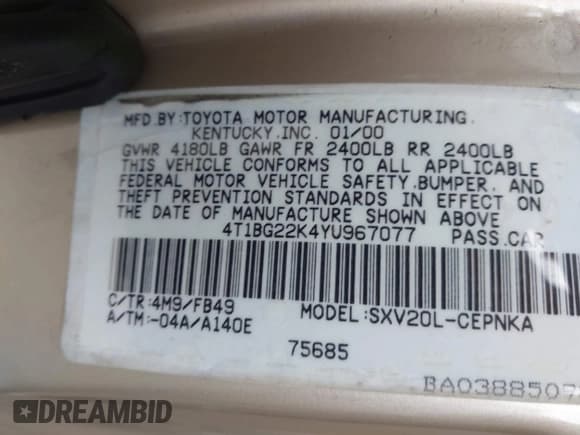 MFD BY:TOYOTA MOTOR MANUFACTURING.
KENTUCKY.INC. 01/00
GVWR 4180LB GAWR FR 2400LB RR 2400LB
THIS VEHICLE CONFORMS TO ALL APPLICABLE
FEDERAL MOTOR VEHICLE SAFETY.BUMPER, AND
THEFT PREVENTION STANDARDS IN EFFECT ON
THE DATE OF MANUFACTURE SHOWN ABOVE.
4T1BG22K4YU967077 PASS.CAR
C/TR:4M9/FB49 MODEL:SXV20L-CEPNKA
A/TM:-04A/A140E
75685
BA0388507
DREAMBID